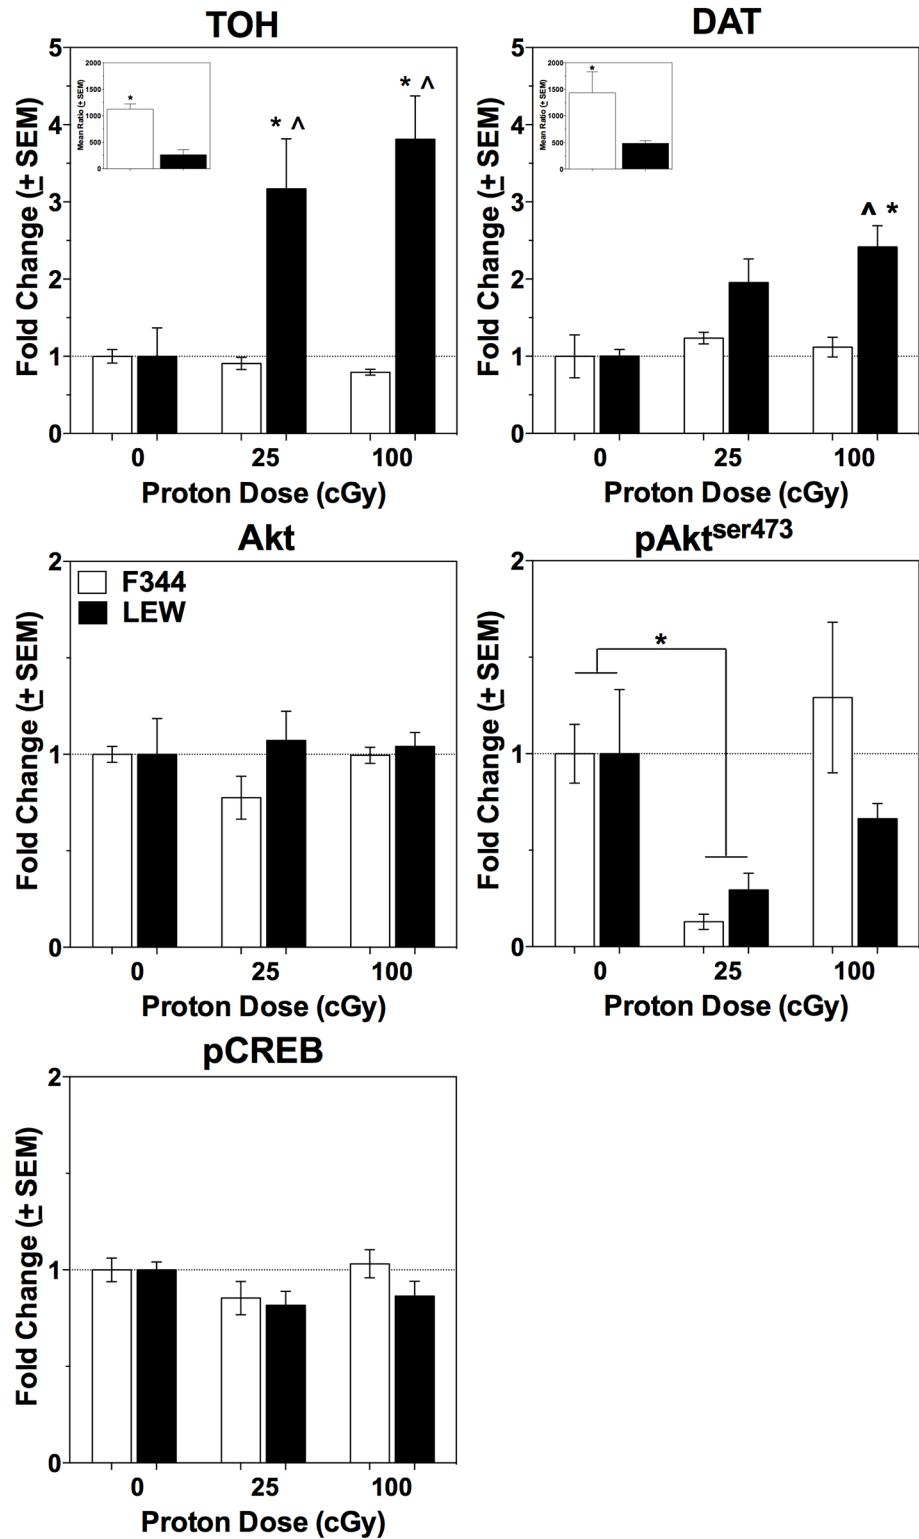 TOH
Fold Change (± SEM)
5
4
3
2
1
0
Mean Ratio (± SEM)
2000
1500
1000
500
0
*
* ^
* ^
0 25 100
Proton Dose (cGy)
DAT
Fold Change (± SEM)
5
4
3
2
1
0
Mean Ratio (± SEM)
2000
1500
1000
500
0
*
^ *
0 25 100
Proton Dose (cGy)
Akt
Fold Change (± SEM)
2
1
0
F344
LEW
0 25 100
Proton Dose (cGy)
pAktser473
Fold Change (± SEM)
2
1
0
*
0 25 100
Proton Dose (cGy)
pCREB
Fold Change (± SEM)
2
1
0
0 25 100
Proton Dose (cGy)